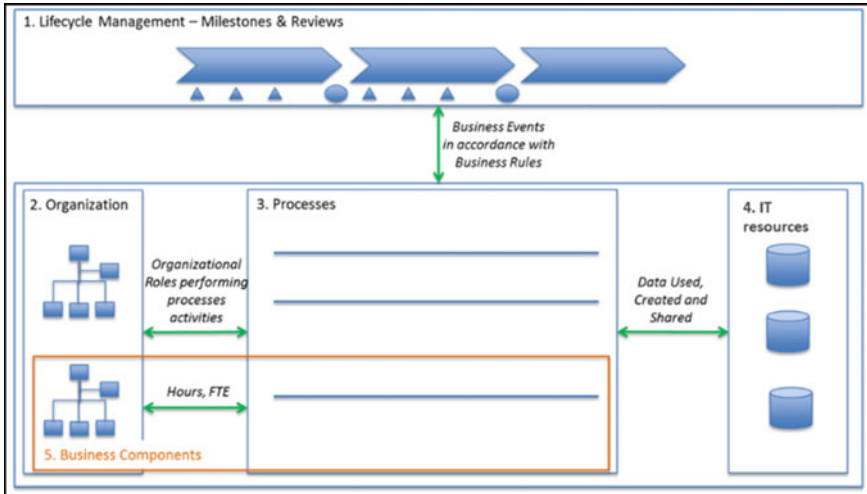 1. Lifecycle Management – Milestones & Reviews
Business Events
in accordance with
Business Rules
2. Organization
3. Processes
4. IT
resources
Organizational
Roles performing
processes
activities
Data Used,
Created and
Shared
Hours, FTE
5. Business Components